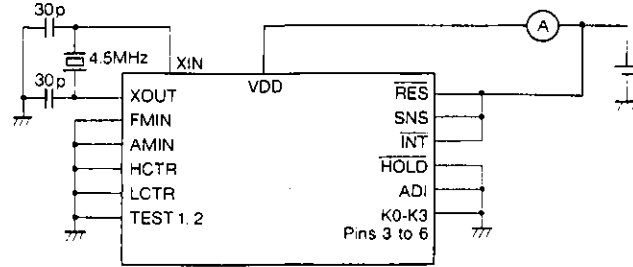 30p
4.5MHz
30p
XIN
VDD
A
XOUT
FMIN
AMIN
HCTR
LCTR
TEST 1, 2
RES
SNS
INT
HOLD
ADI
K0-K3
Pins 3 to 6